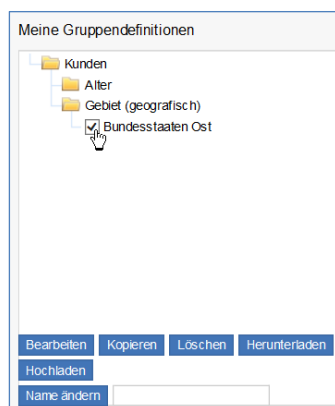 Meine Gruppendefinitionen
Kunden
Alter
Gebiet (geografisch)
Bundesstaaten Ost
Bearbeiten Kopieren Löschen Herunterladen
Hochladen
Name ändern